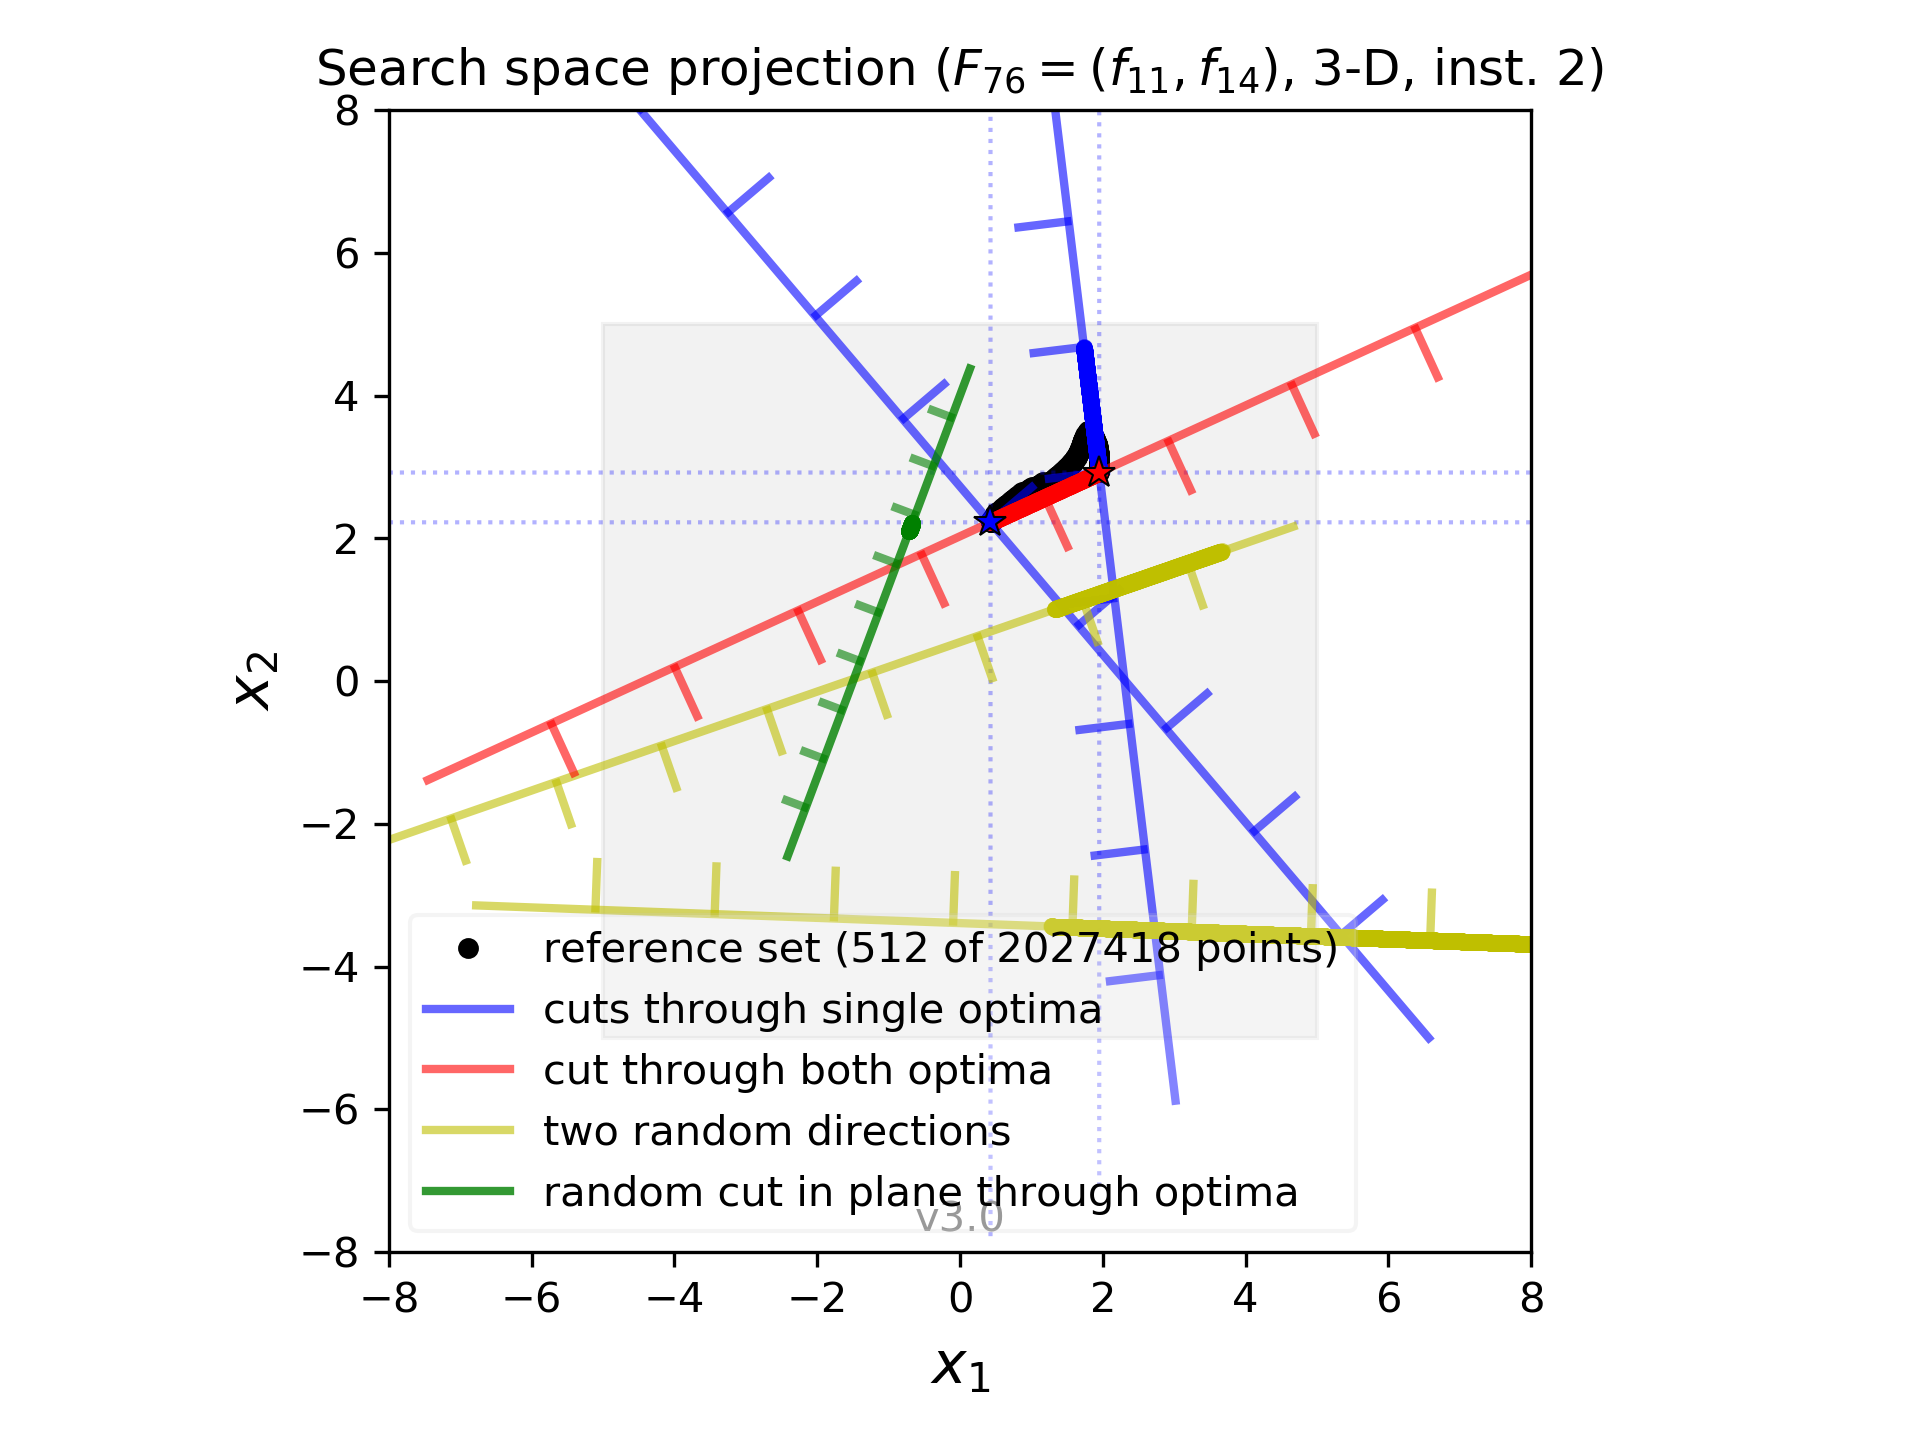 Search space projection (F76 = (f11, f14), 3-D, inst. 2)
8
6
4
2
0
−2
−4
−6
−8
x2
reference set (512 of 2027418 points)
cuts through single optima
cut through both optima
two random directions
random cut in plane through optima
v3.0
−8 −6 −4 −2 0 2 4 6 8
x1